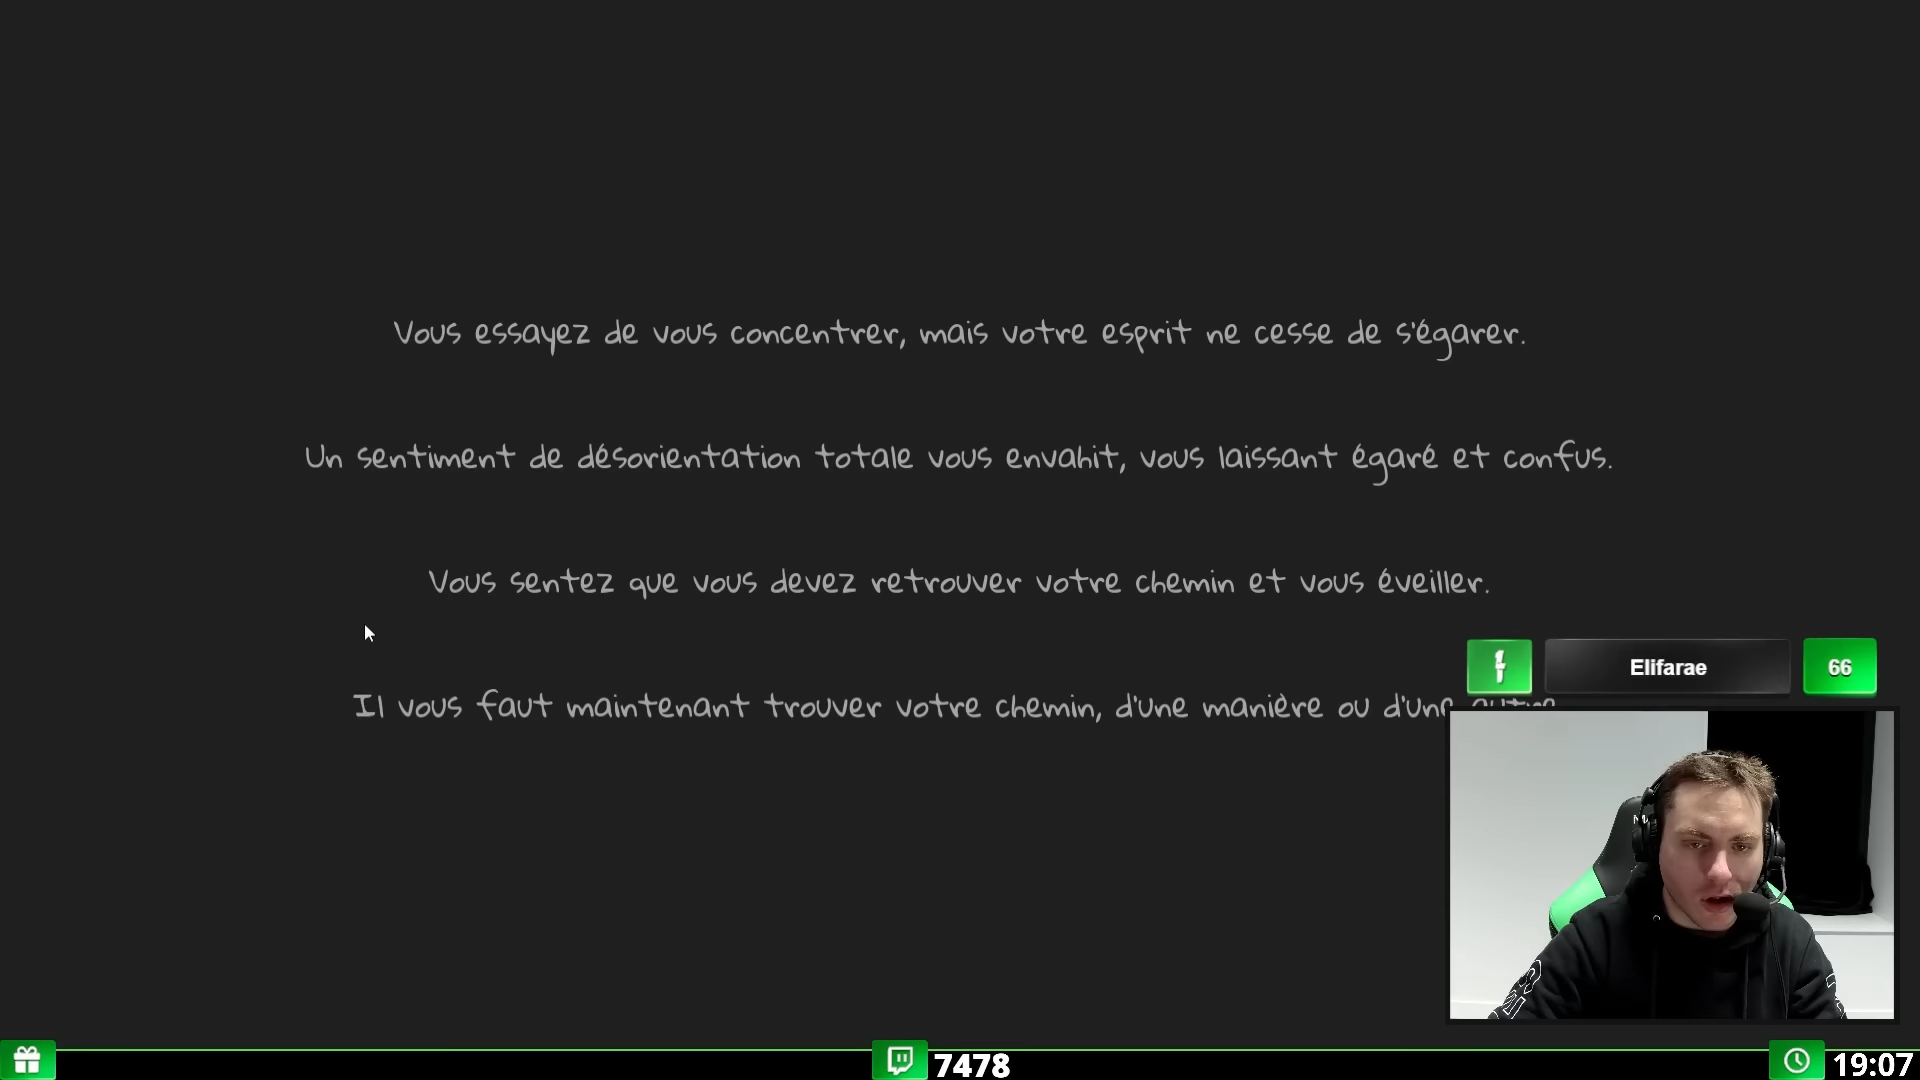 Vous essayez de vous concentrer, mais votre esprit ne cesse de s'égarer.
Un sentiment de désorientation totale vous envahit, vous laissant égaré et confus.
Vous sentez que vous devez retrouver votre chemin et vous éveiller.
Elifarae 66
Il vous faut maintenant trouver votre chemin, d'une manière ou d'une autre
7478
19:07